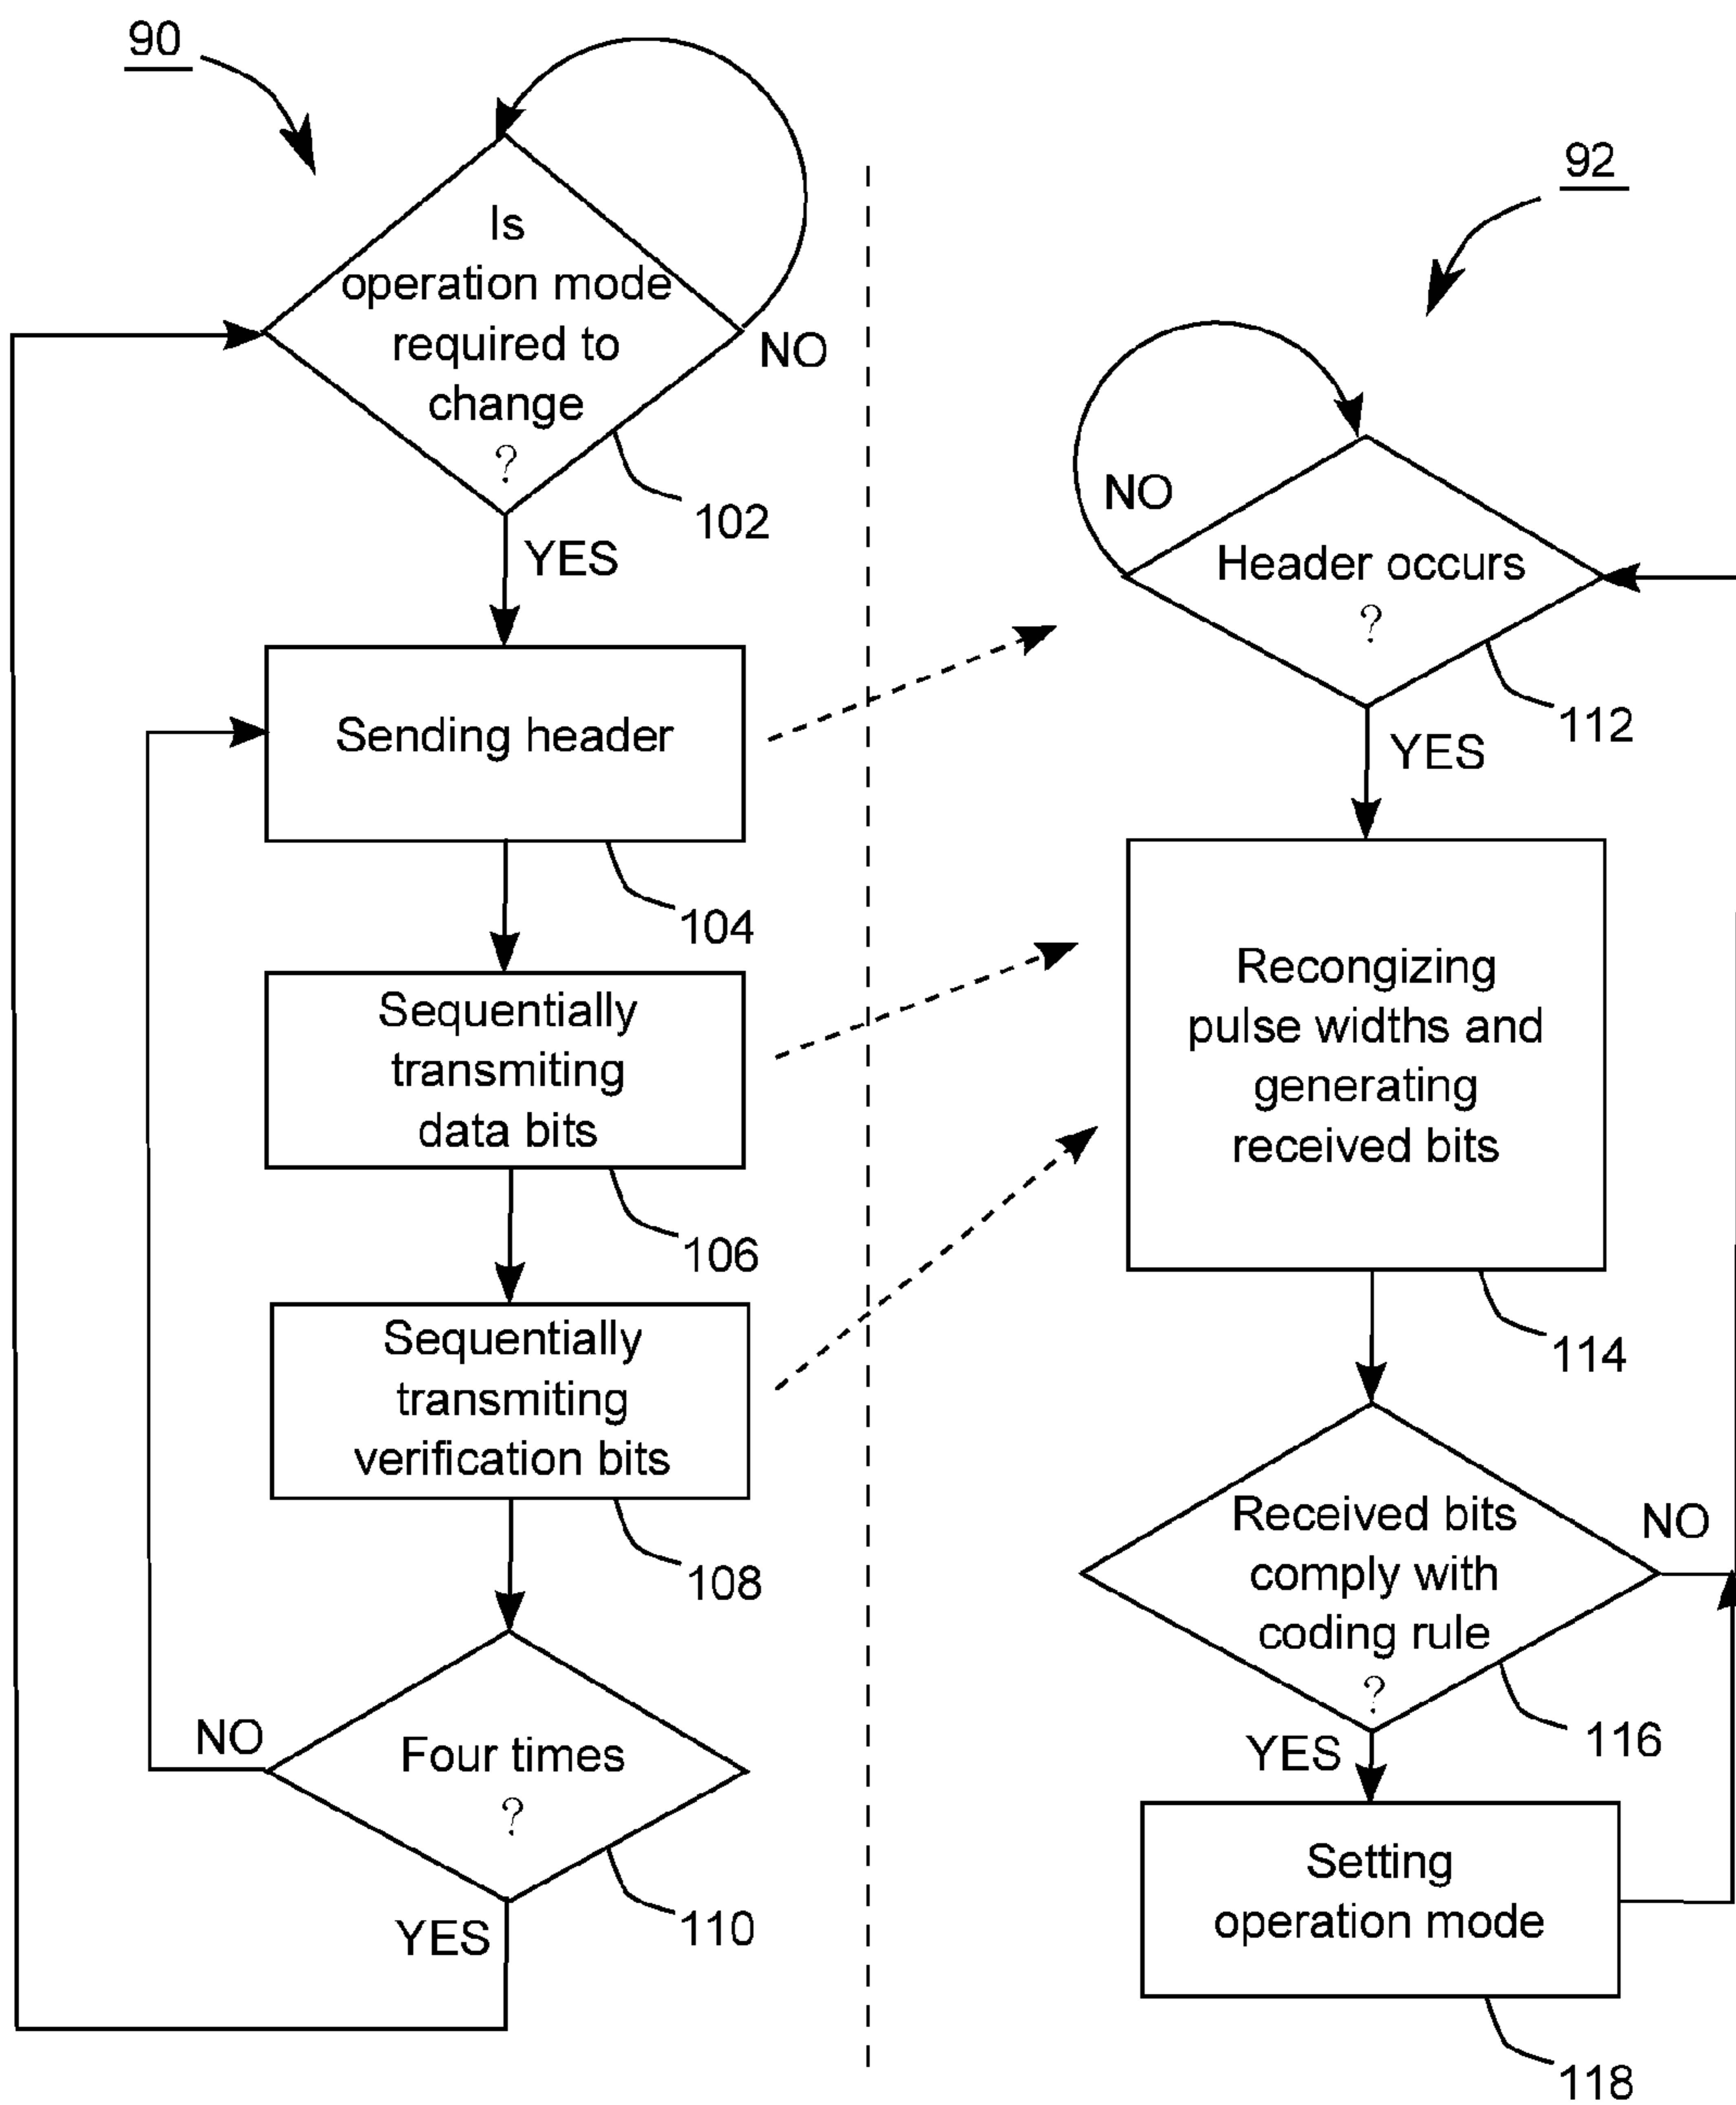 90
Is
operation mode
required to
change
?
NO
102
YES
Sending header
104
Sequentially
transmiting
data bits
106
Sequentially
transmiting
verification bits
108
Four times
?
NO
110
YES
92
NO
Header occurs
?
112
YES
Recongizing
pulse widths and
generating
received bits
114
Received bits
comply with
coding rule
?
NO
116
YES
Setting
operation mode
118